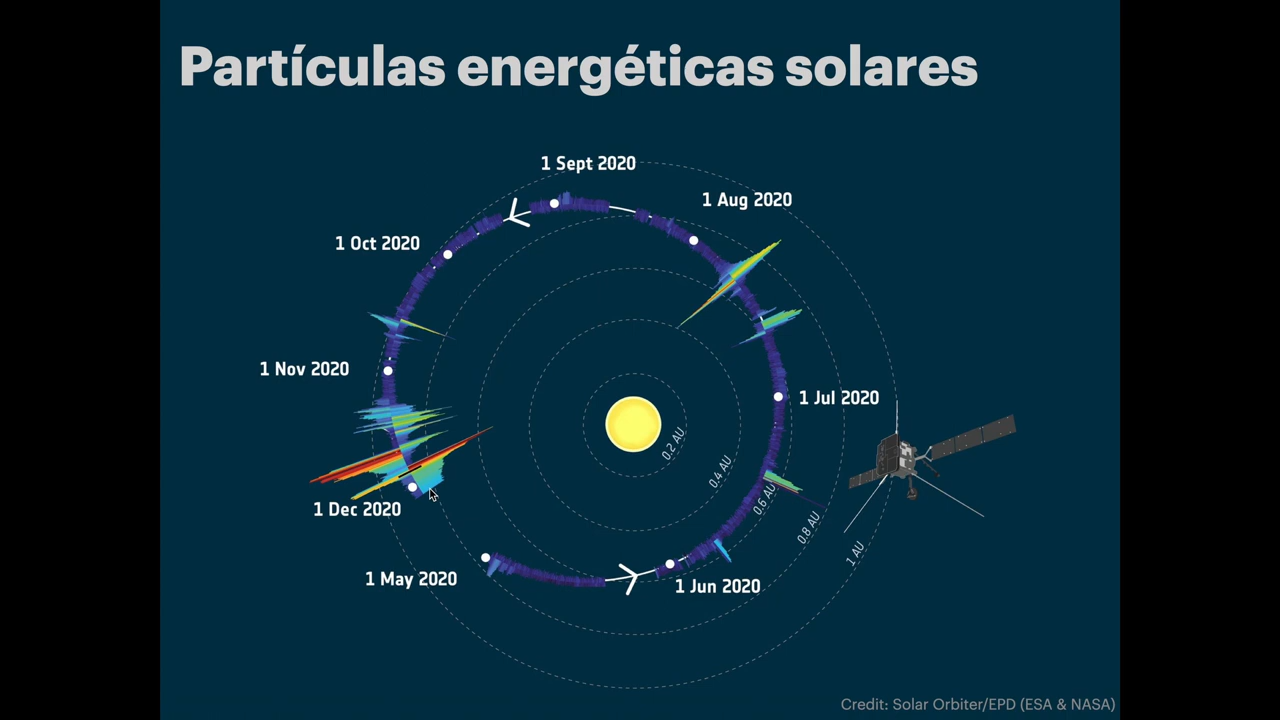 Partículas energéticas solares
1 Sept 2020
1 Aug 2020
1 Oct 2020
1 Nov 2020
1 Jul 2020
0.2 AU
0.4 AU
0.6 AU
0.8 AU
1 AU
1 Dec 2020
1 May 2020
1 Jun 2020
Credit: Solar Orbiter/EPD (ESA & NASA)